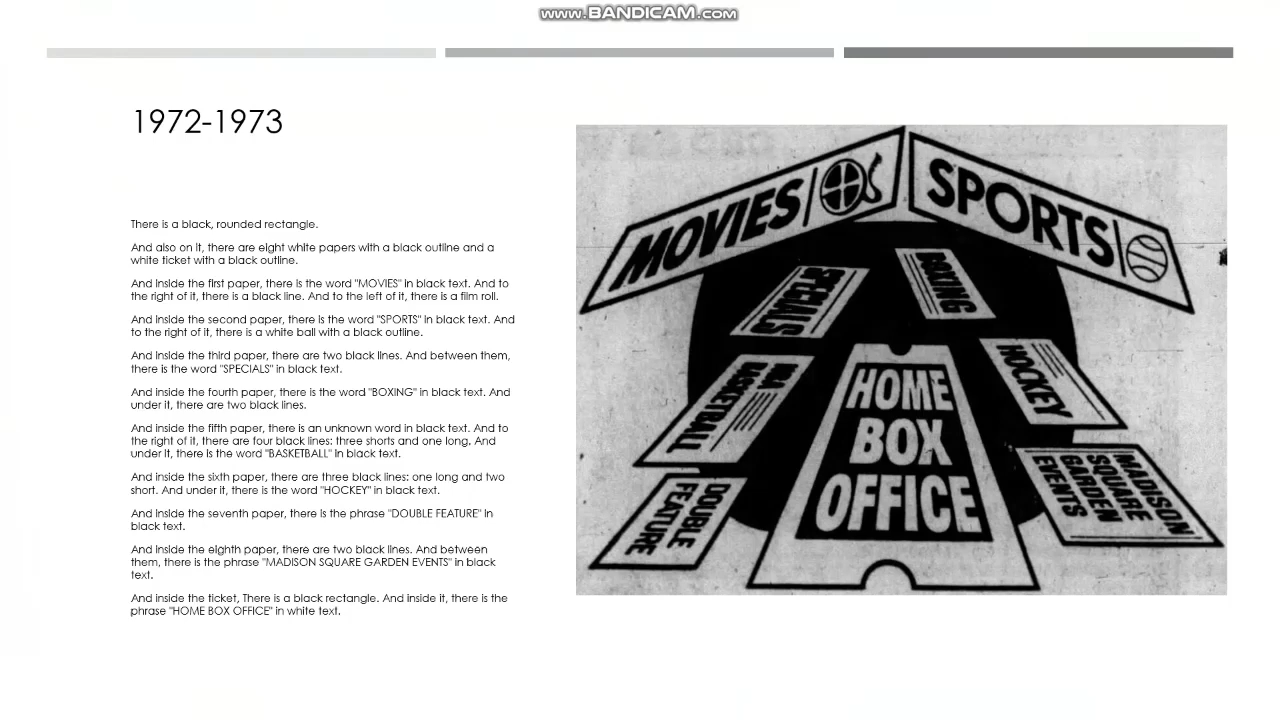 www.BANDICAM.com
1972-1973
There is a black, rounded rectangle.
And also on it, there are eight white papers with a black outline and a
white ticket with a black outline.
And inside the first paper, there is the word "MOVIES" in black text. And to
the right of it, there is a black line. And to the left of it, there is a film roll.
And inside the second paper, there is the word "SPORTS" in black text. And
to the right of it, there is a white ball with a black outline.
And inside the third paper, there are two black lines. And between them,
there is the word "SPECIALS" in black text.
And inside the fourth paper, there is the word "BOXING" in black text. And
under it, there are two black lines.
And inside the fifth paper, there is an unknown word in black text. And to
the right of it, there are four black lines: three shorts and one long. And
under it, there is the word "BASKETBALL" in black text.
And inside the sixth paper, there are three black lines: one long and two
short. And under it, there is the word "HOCKEY" in black text.
And inside the seventh paper, there is the phrase "DOUBLE FEATURE" in
black text.
And inside the eighth paper, there are two black lines. And between
them, there is the phrase "MADISON SQUARE GARDEN EVENTS" in black
text.
And inside the ticket, There is a black rectangle. And inside it, there is the
phrase "HOME BOX OFFICE" in white text.
MOVIES
SPORTS
SPECIALS
BOXING
BASKETBALL
HOCKEY
DOUBLE
FEATURE
HOME
BOX
OFFICE
MADISON
SQUARE
GARDEN
EVENTS